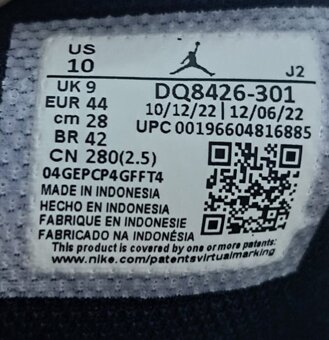 US
10
J2
UK 9
EUR 44
cm 28
BR 42
CN 280(2.5)
DQ8426-301
10/12/22 | 12/06/22
UPC 00196604816885
04GEPCP4GFFT4
MADE IN INDONESIA
HECHO EN INDONESIA
FABRIQUE EN INDONESIE
FABRICADO NA INDONÉSIA
This product is covered by one or more patents:
www.nike.com/patentsvirtualmarking